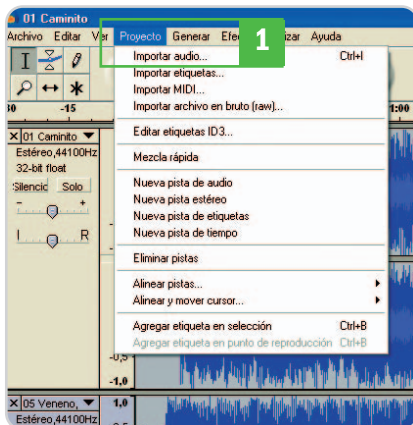 01 Caminito
Archivo Editar Ver Proyecto Generar Efe 1 izar Ayuda
Importar audio... Ctrl+I
Importar etiquetas...
Importar MIDI...
Importar archivo en bruto (raw)...
-15 1:00
Editar etiquetas ID3...
01 Caminito
Estéreo,44100Hz
32-bit float
Mezcla rápida
Silencio Solo
Nueva pista de audio
Nueva pista estéreo
Nueva pista de etiquetas
Nueva pista de tiempo
- +
I R
Eliminar pistas
Alinear pistas...
Alinear y mover cursor...
Agregar etiqueta en selección Ctrl+B
Agregar etiqueta en punto de reproducción Ctrl+B
-0,5
-1,0
05 Veneno, 1,0
Estéreo,44100Hz